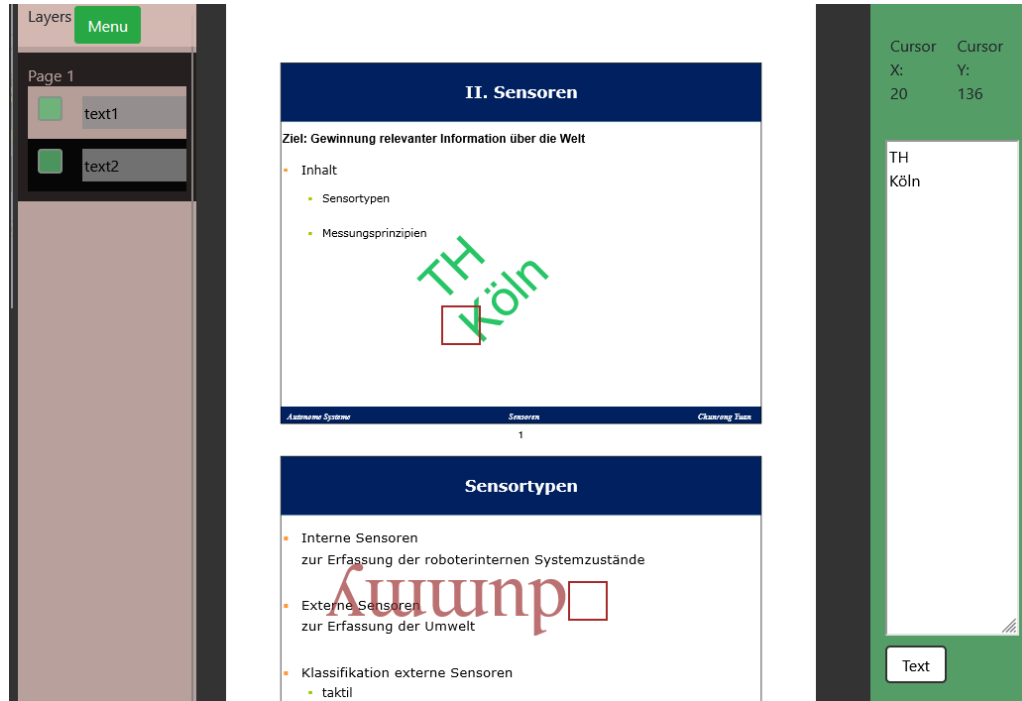 Layers Menu
Page 1
text1
text2
II. Sensoren
Ziel: Gewinnung relevanter Information über die Welt
Inhalt
Sensortypen
Messungsprinzipien
TH
Köln
Autonome Systeme Sensoren Chunrong Yuan
1
Sensortypen
Interne Sensoren
zur Erfassung der roboterinternen Systemzustände
dummy
Externe Sensoren
zur Erfassung der Umwelt
Klassifikation externe Sensoren
taktil
Cursor X: 20
Cursor Y: 136
TH
Köln
Text